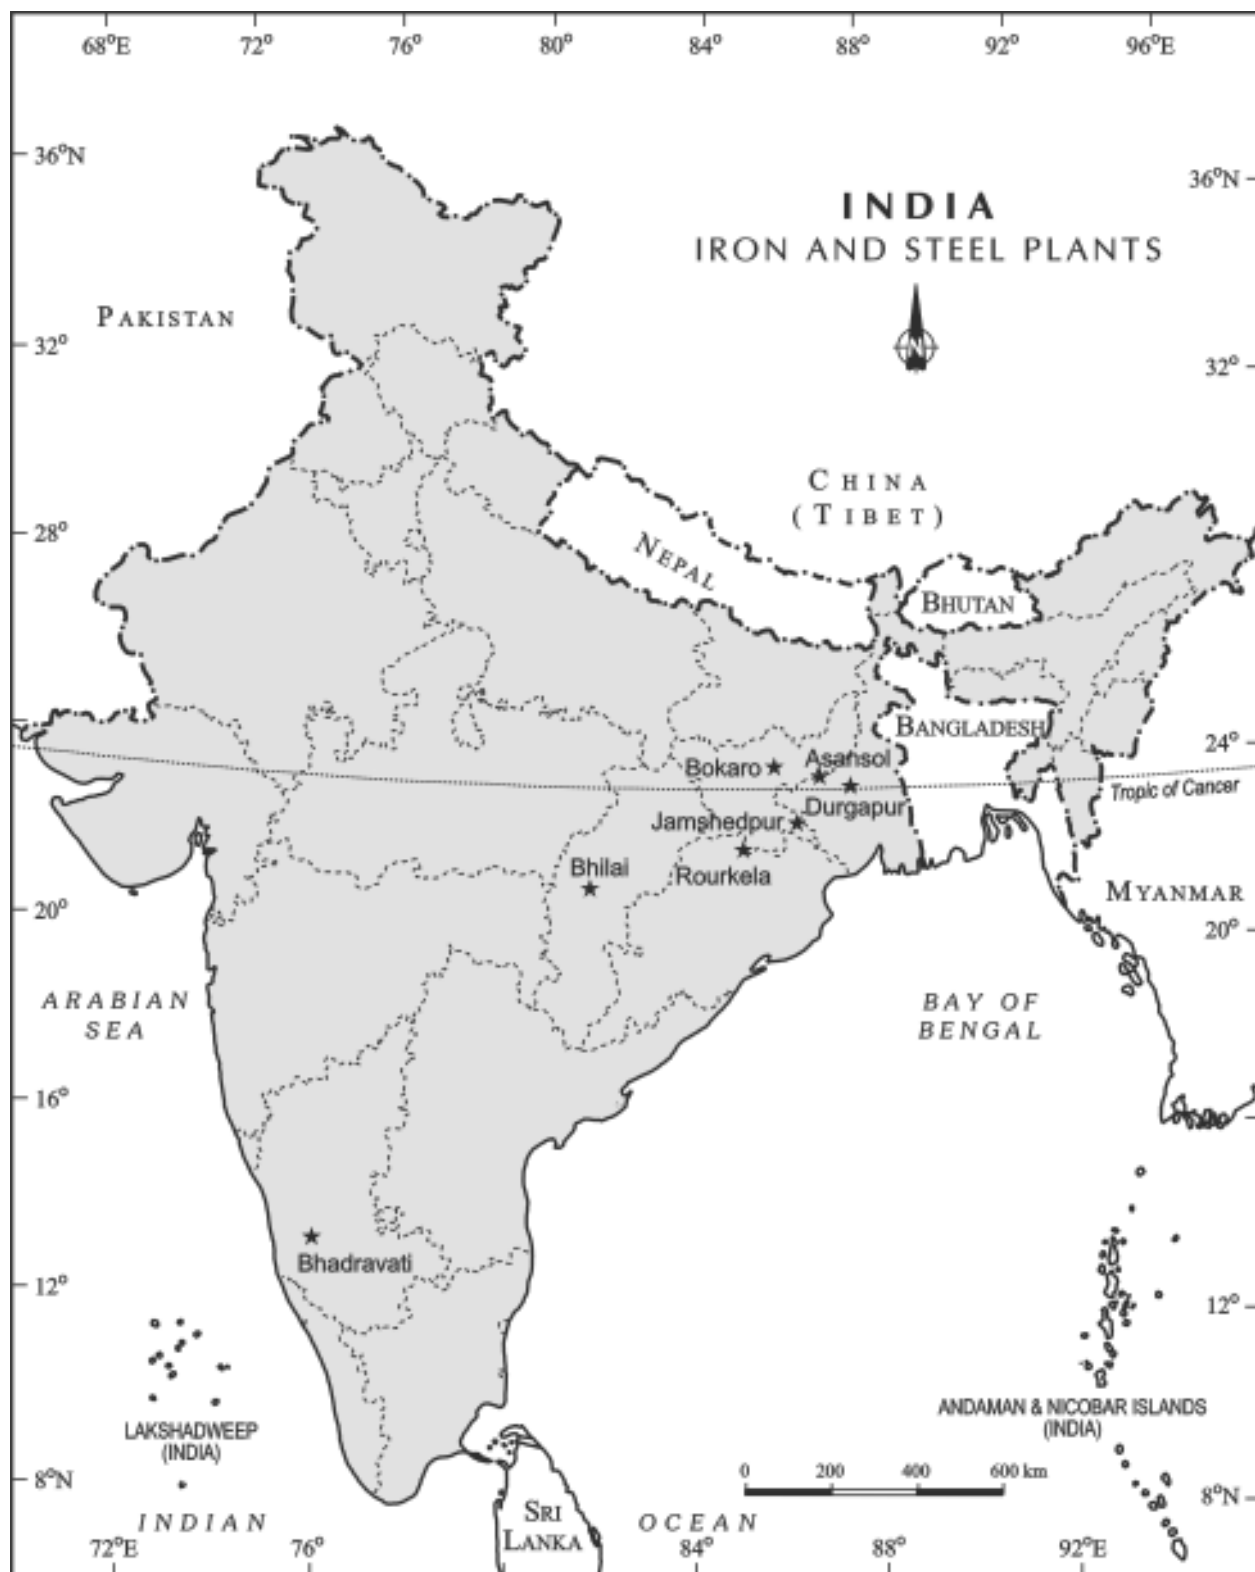 68°E 72° 76° 80° 84° 88° 92° 96°E
36°N
36°N
INDIA
IRON AND STEEL PLANTS
N
PAKISTAN
32°
32°
CHINA
(TIBET)
28°
NEPAL
BHUTAN
BANGLADESH
24°
Asansol
Bokaro
Tropic of Cancer
Durgapur
Jamshedpur
Bhilai
Rourkela
MYANMAR
20°
20°
ARABIAN
SEA
BAY OF
BENGAL
16°
Bhadravati
12°
12°
ANDAMAN & NICOBAR ISLANDS
(INDIA)
LAKSHADWEEP
(INDIA)
0 200 400 600 km
8°N
8°N
SRI
LANKA
INDIAN OCEAN
72°E 76° 84° 88° 92°E